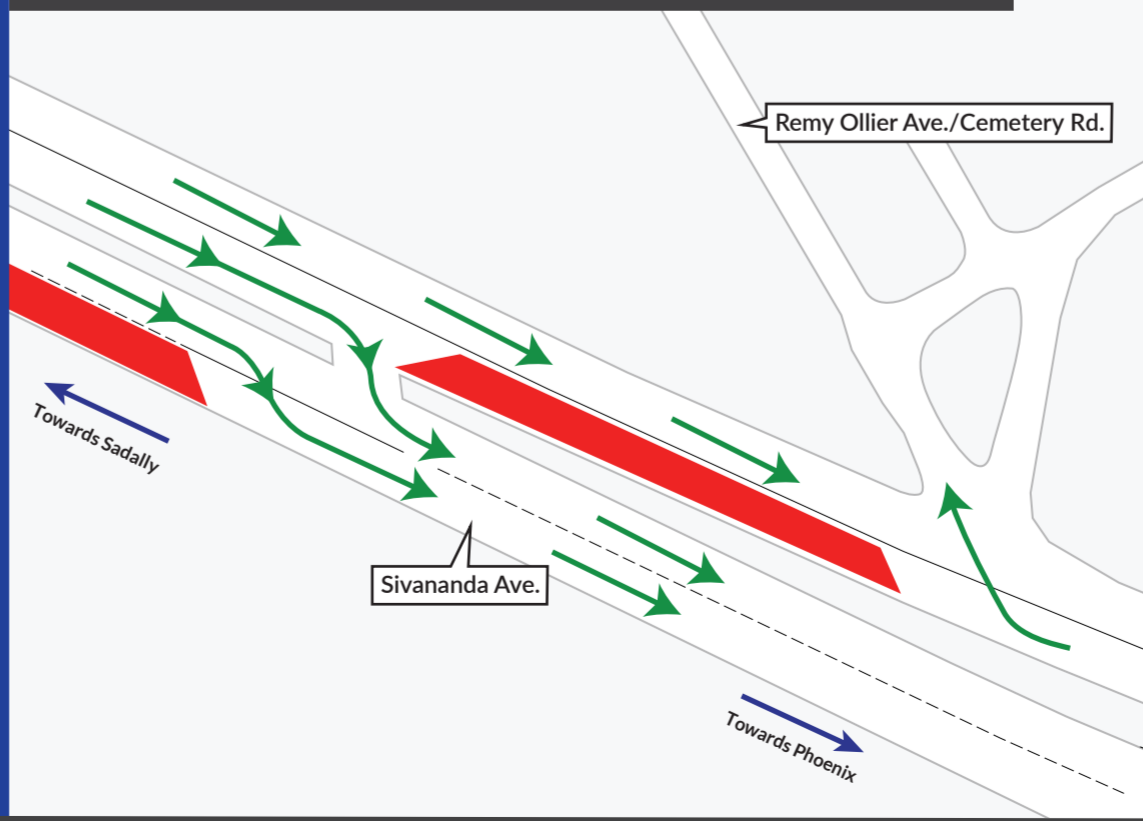 Remy Ollier Ave./Cemetery Rd.
Towards Sadally
Sivananda Ave.
Towards Phoenix